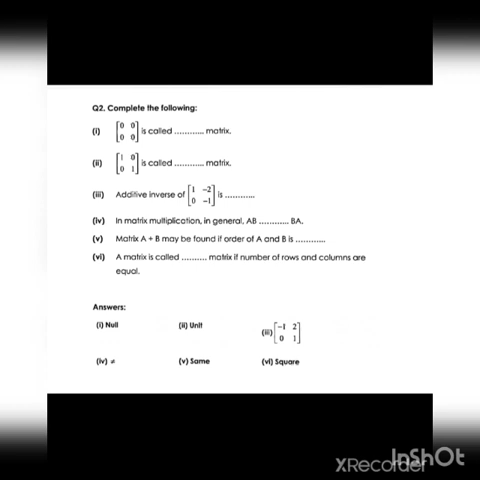 Q2. Complete the following:
(i) [0 0
0 0] is called ............ matrix.
(ii) [1 0
0 1] is called ............ matrix.
(iii) Additive inverse of [1 -2
0 -1] is ............
(iv) In matrix multiplication, in general, AB ............ BA.
(v) Matrix A + B may be found if order of A and B is ............
(vi) A matrix is called .......... matrix if number of rows and columns are
equal.
Answers:
(i) Null (ii) Unit (iii) [-1 2
0 1]
(iv) ≠ (v) Same (vi) Square
XRecorder
InShOt